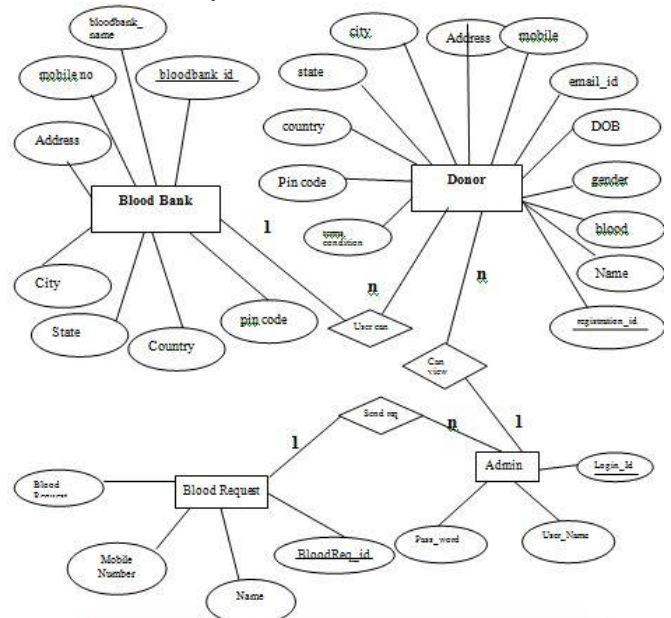 bloodbank_
name
city
Address
mobile
mobile no
bloodbank_id
state
email_id
country
DOB
Address
Pin code
Donor
gender
Blood Bank
1
condition
blood
n
n
Name
City
User can
registration_id
State
Country
pin code
Can
view
Send req
1
n
1
Blood
Request
Blood Request
Admin
Login_Id
Mobile
Number
Name
BloodReq_id
Pass_word
User_Name